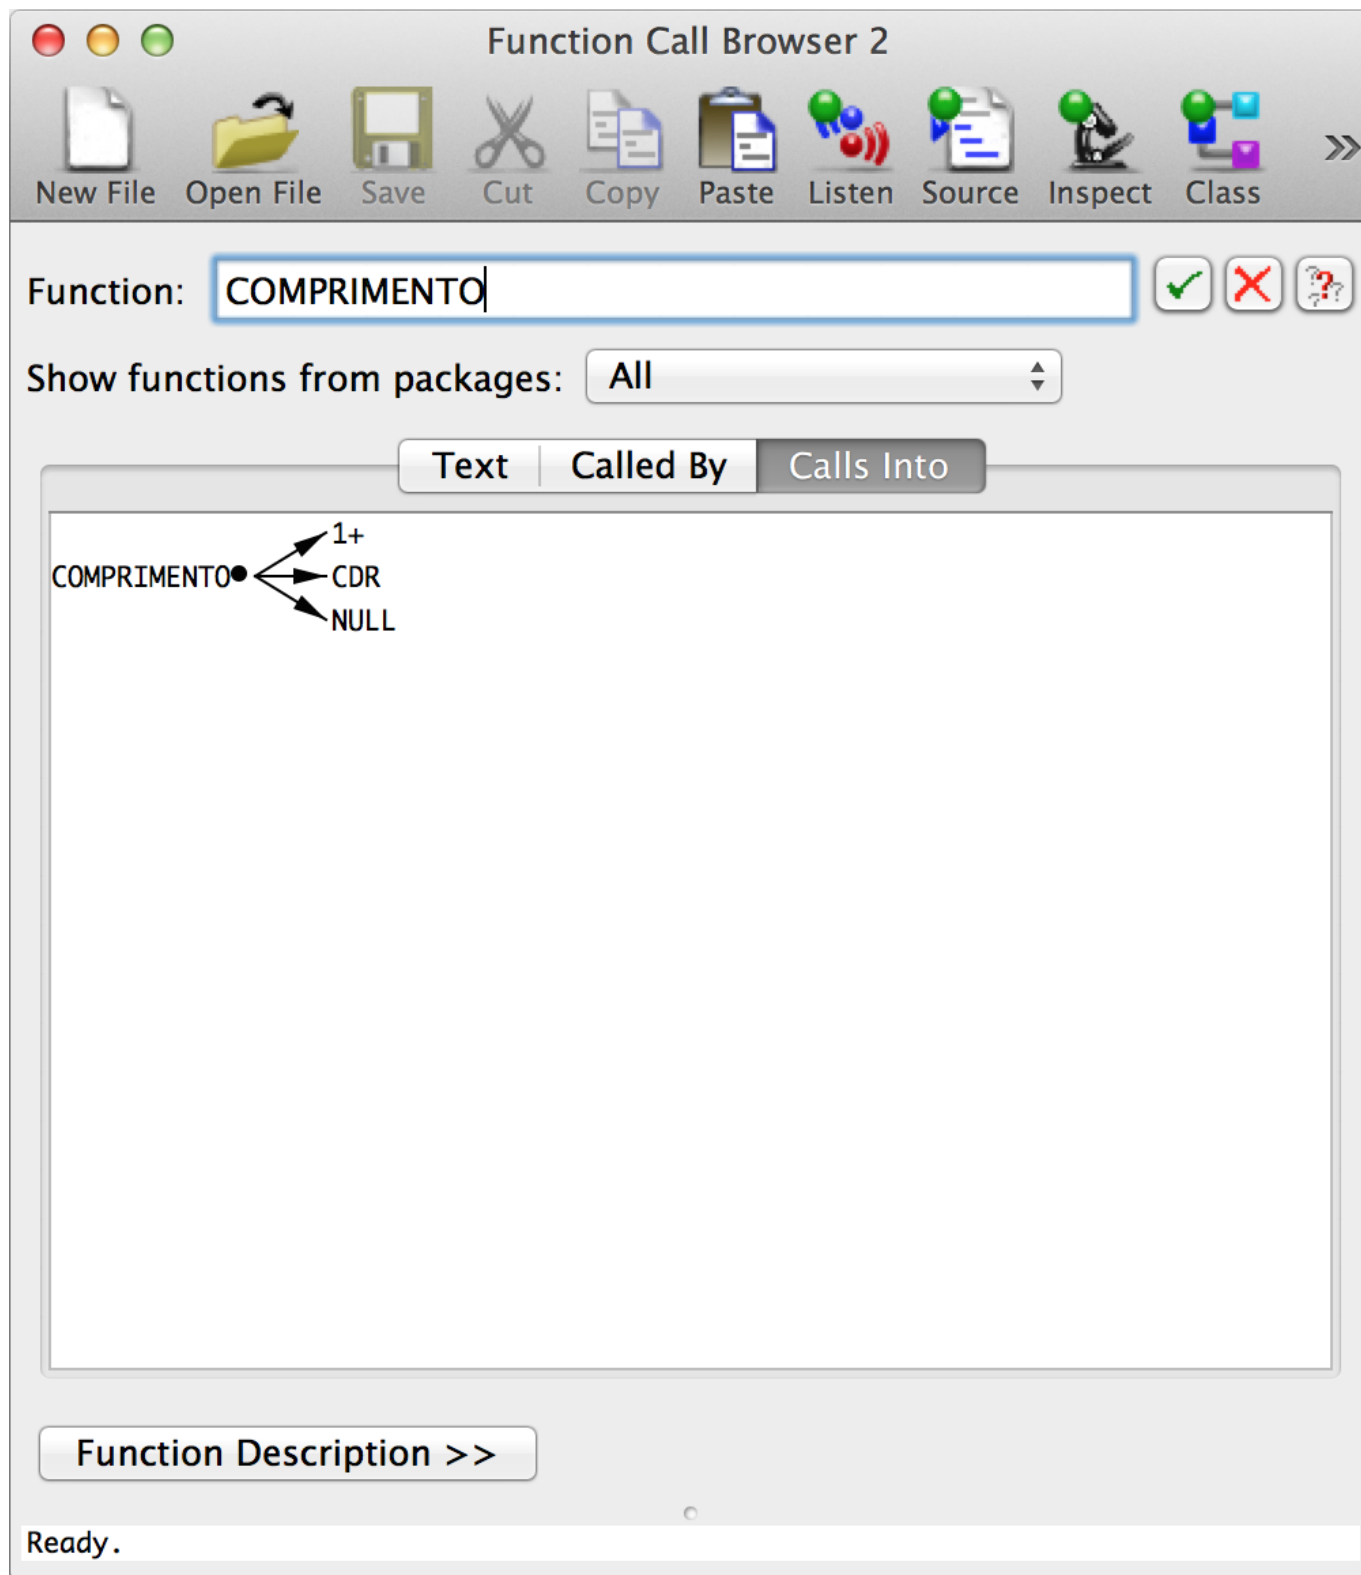 Function Call Browser 2
New File Open File Save Cut Copy Paste Listen Source Inspect Class
Function: COMPRIMENTO
Show functions from packages: All
Text Called By Calls Into
1+
COMPRIMENTO CDR
NULL
Function Description >>
Ready.